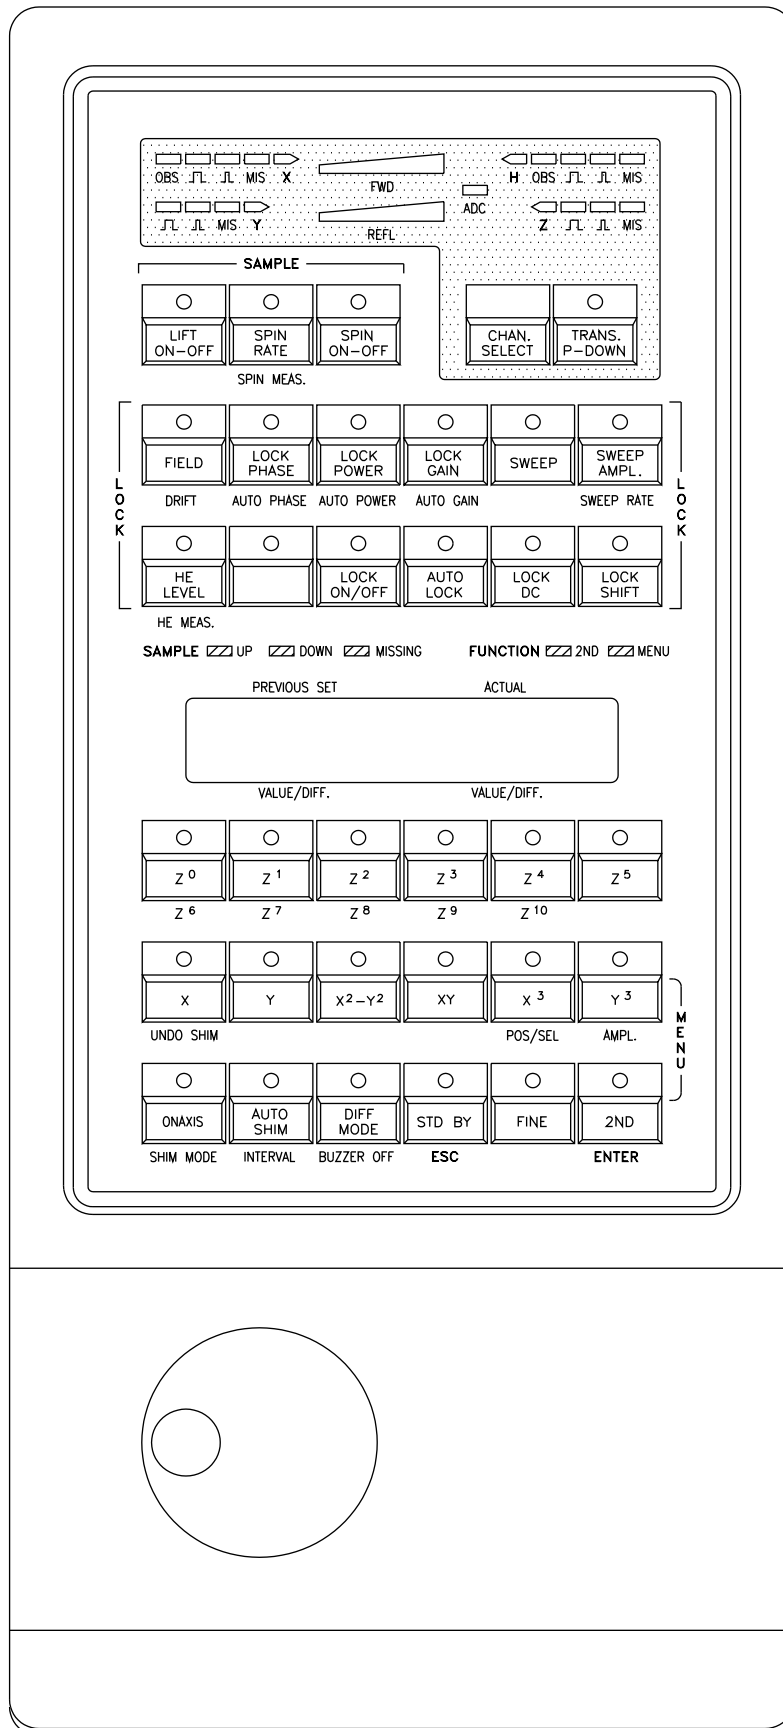 OBS MIS X FWD H OBS MIS
MIS Y REFL ADC Z MIS
SAMPLE
LIFT ON-OFF SPIN RATE SPIN ON-OFF CHAN. SELECT TRANS. P-DOWN
SPIN MEAS.
LOCK LOCK
FIELD LOCK PHASE LOCK POWER LOCK GAIN SWEEP SWEEP AMPL.
DRIFT AUTO PHASE AUTO POWER AUTO GAIN SWEEP RATE
HE LEVEL LOCK ON/OFF AUTO LOCK LOCK DC LOCK SHIFT
HE MEAS.
SAMPLE UP DOWN MISSING FUNCTION 2ND MENU
PREVIOUS SET ACTUAL
VALUE/DIFF. VALUE/DIFF.
Z⁰ Z¹ Z² Z³ Z⁴ Z⁵
Z⁶ Z⁷ Z⁸ Z⁹ Z¹⁰
X Y X²-Y² XY X³ Y³
UNDO SHIM POS/SEL AMPL.
MENU
ONAXIS AUTO SHIM DIFF MODE STD BY FINE 2ND
SHIM MODE INTERVAL BUZZER OFF ESC ENTER